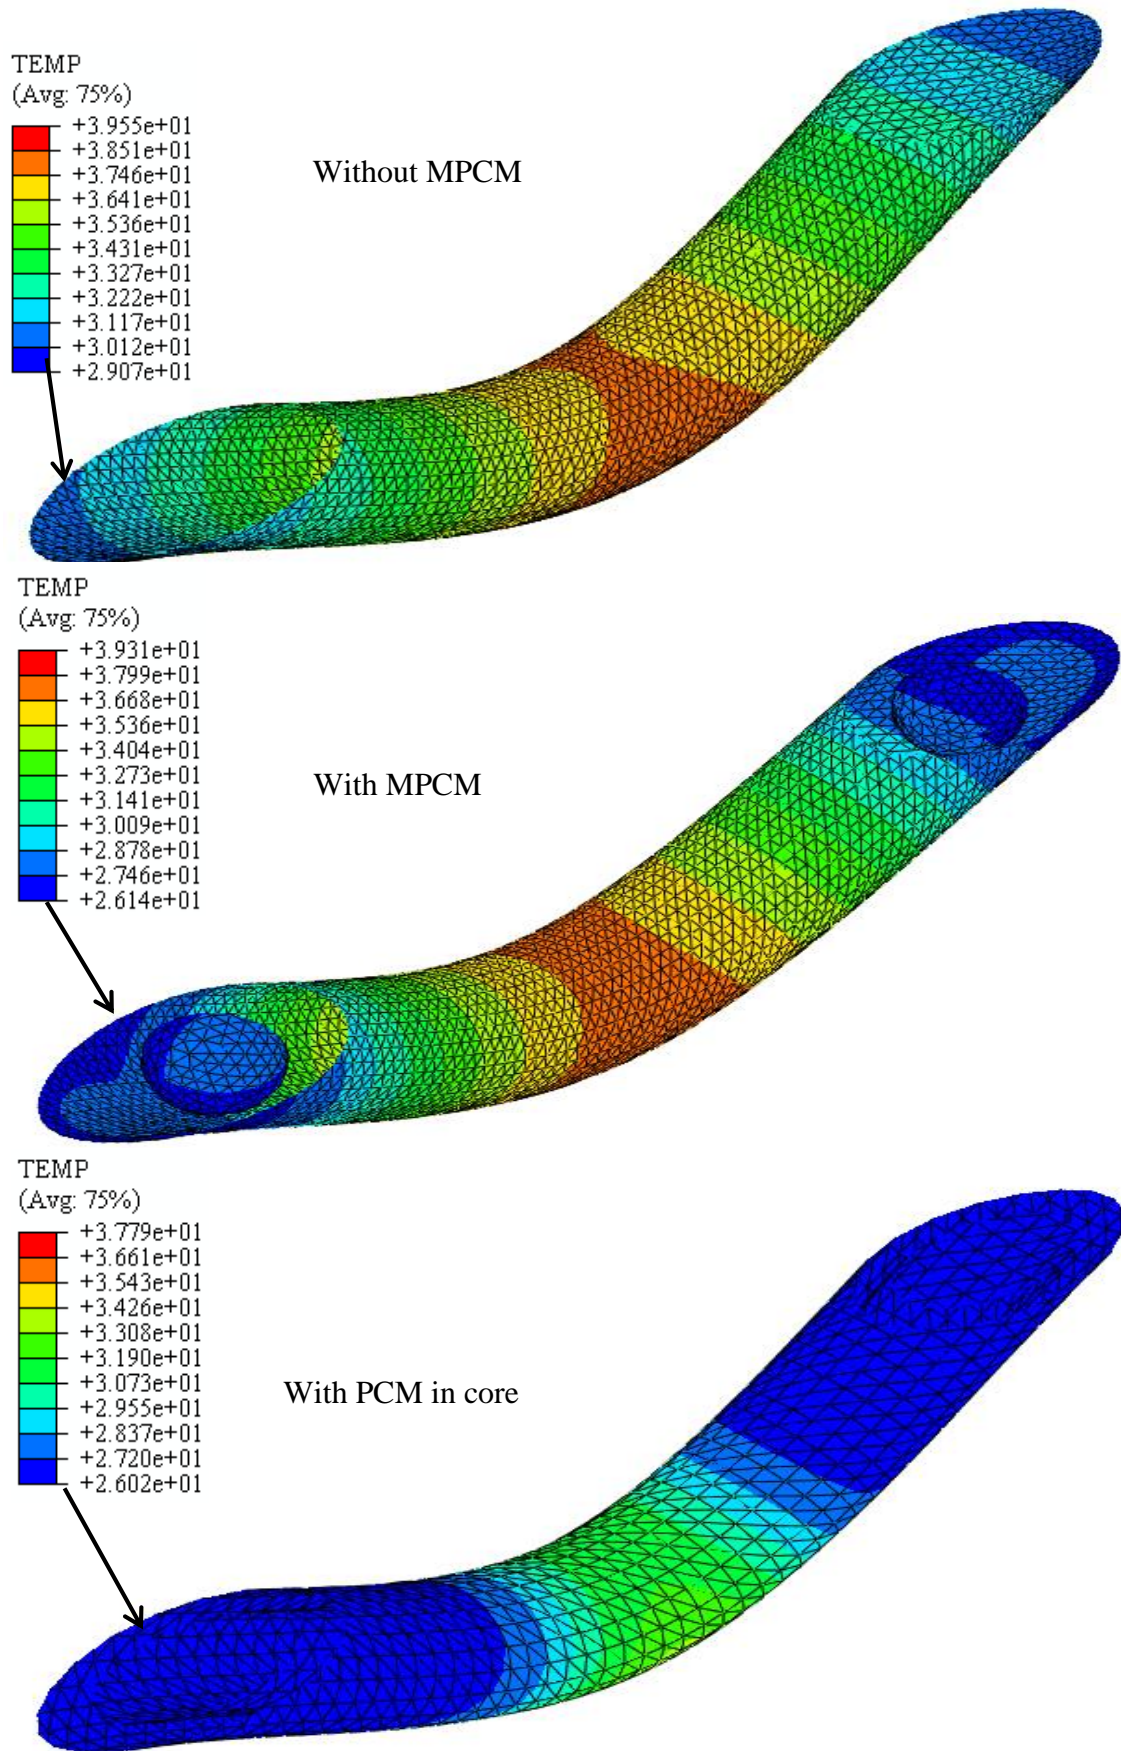 TEMP
(Avg: 75%)
+3.955e+01
+3.851e+01
+3.746e+01
+3.641e+01
+3.536e+01
+3.431e+01
+3.327e+01
+3.222e+01
+3.117e+01
+3.012e+01
+2.907e+01
Without MPCM
TEMP
(Avg: 75%)
+3.931e+01
+3.799e+01
+3.668e+01
+3.536e+01
+3.404e+01
+3.273e+01
+3.141e+01
+3.009e+01
+2.878e+01
+2.746e+01
+2.614e+01
With MPCM
TEMP
(Avg: 75%)
+3.779e+01
+3.661e+01
+3.543e+01
+3.426e+01
+3.308e+01
+3.190e+01
+3.073e+01
+2.955e+01
+2.837e+01
+2.720e+01
+2.602e+01
With PCM in core